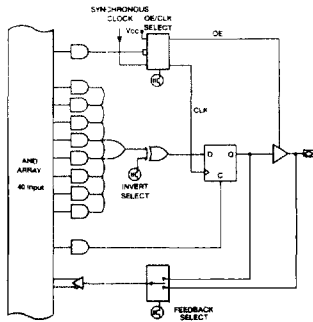 SYNCHRONOUS
CLOCK
OE/CLK
SELECT
VCC
OE
CLK
AND
ARRAY
40 Input
INVERT
SELECT
D
Q
C
FEEDBACK
SELECT